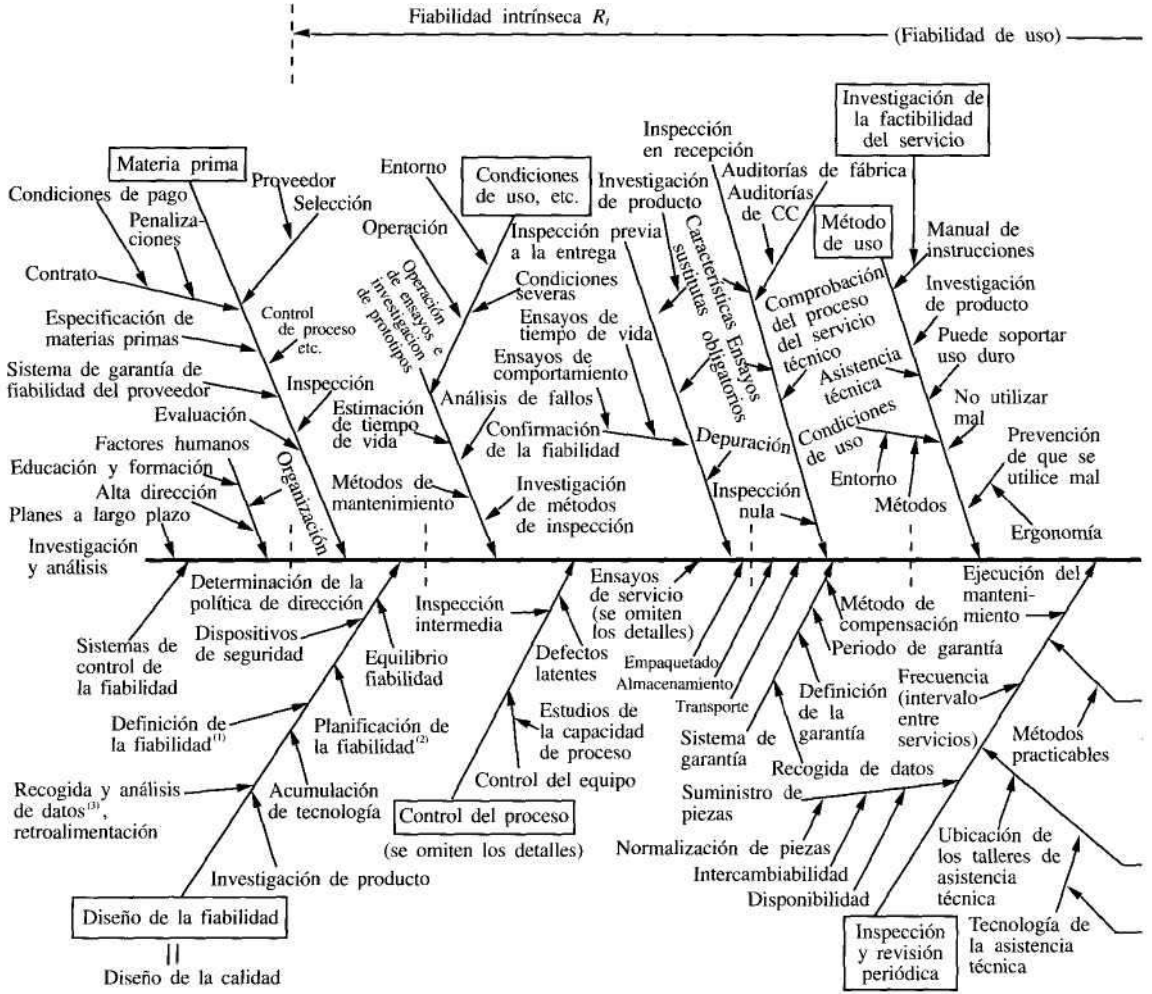 Fiabilidad intrínseca R_I
(Fiabilidad de uso)
Materia prima
Condiciones de pago
Penaliza-
ciones
Contrato
Proveedor
Selección
Especificación de
materias primas
Control
de proceso
etc.
Sistema de garantía de
fiabilidad del proveedor
Inspección
Evaluación
Factores humanos
Educación y formación
Alta dirección
Planes a largo plazo
Organización
Investigación
y análisis
Entorno
Condiciones
de uso, etc.
Operación
Operación
de ensayos e
investigacion
de prototipos
Condiciones
severas
Estimación
de tiempo
de vida
Análisis de fallos
Métodos de
mantenimiento
Investigación
de métodos
de inspección
Inspección
en recepción
Investigación
de producto
Inspección previa
a la entrega
Características
sustitutas
Ensayos
obligatorios
Ensayos de
tiempo de vida
Ensayos de
comportamiento
Confirmación
de la fiabilidad
Depuración
Inspección
nula
Auditorías de fábrica
Auditorías
de CC
Comprobación
del proceso
del servicio
técnico
Investigación de
la factibilidad
del servicio
Método
de uso
Manual de
instrucciones
Investigación
de producto
Puede soportar
uso duro
Asistencia
técnica
No utilizar
mal
Condiciones
de uso
Entorno
Métodos
Prevención
de que se
utilice mal
Ergonomía
Sistemas de
control de
la fiabilidad
Determinación de la
política de dirección
Dispositivos
de seguridad
Equilibrio
fiabilidad
Definición de
la fiabilidad(1)
Planificación de
la fiabilidad(2)
Recogida y análisis
de datos(3),
retroalimentación
Acumulación
de tecnología
Investigación de producto
Diseño de la fiabilidad
||
Diseño de la calidad
Inspección
intermedia
Defectos
latentes
Estudios de
la capacidad
de proceso
Control del equipo
Control del proceso
(se omiten los detalles)
Ensayos
de servicio
(se omiten
los detalles)
Empaquetado
Almacenamiento
Transporte
Método de
compensación
Periodo de garantía
Definición
de la
garantía
Sistema de
garantía
Recogida de datos
Suministro de
piezas
Normalización de piezas
Intercambiabilidad
Disponibilidad
Ejecución del
manteni-
miento
Frecuencia
(intervalo
entre
servicios)
Métodos
practicables
Ubicación de
los talleres de
asistencia
técnica
Tecnología de
la asistencia
técnica
Inspección
y revisión
periódica